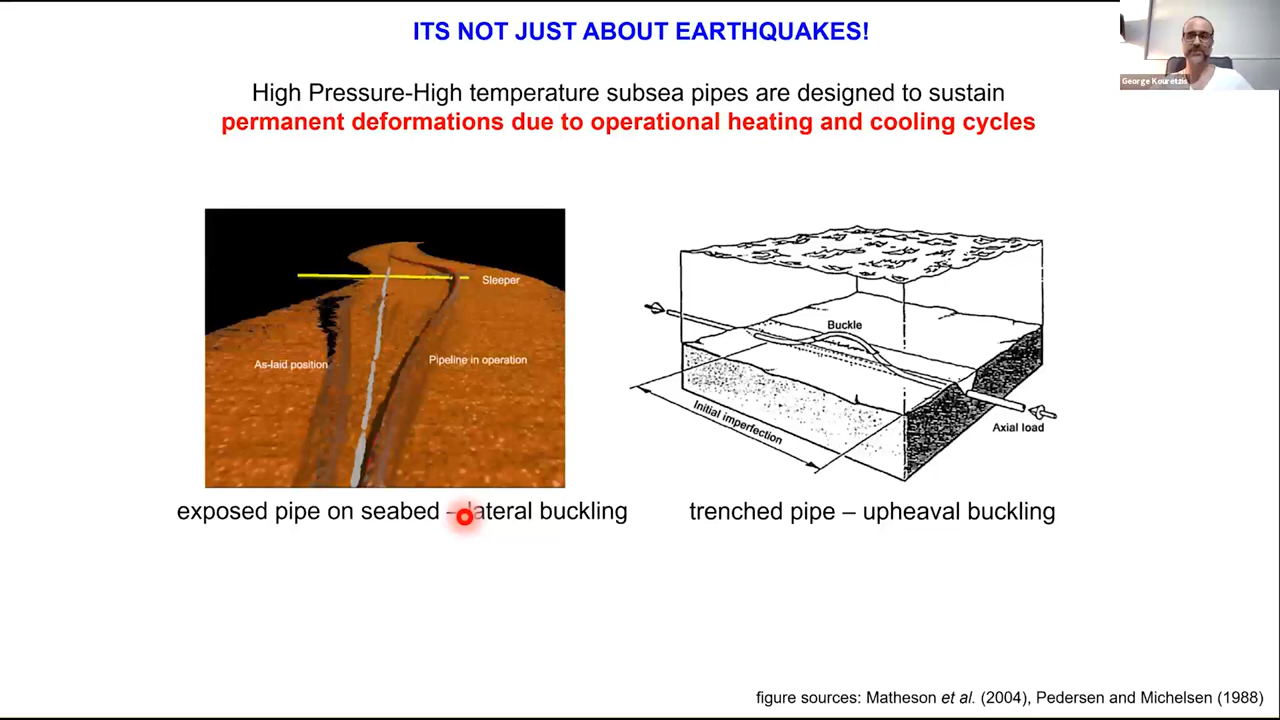 ITS NOT JUST ABOUT EARTHQUAKES!
George Kouretzis
High Pressure-High temperature subsea pipes are designed to sustain
permanent deformations due to operational heating and cooling cycles
Sleeper
As-laid position
Pipeline in operation
Buckle
Initial imperfection
Axial load
exposed pipe on seabed – lateral buckling
trenched pipe – upheaval buckling
figure sources: Matheson et al. (2004), Pedersen and Michelsen (1988)